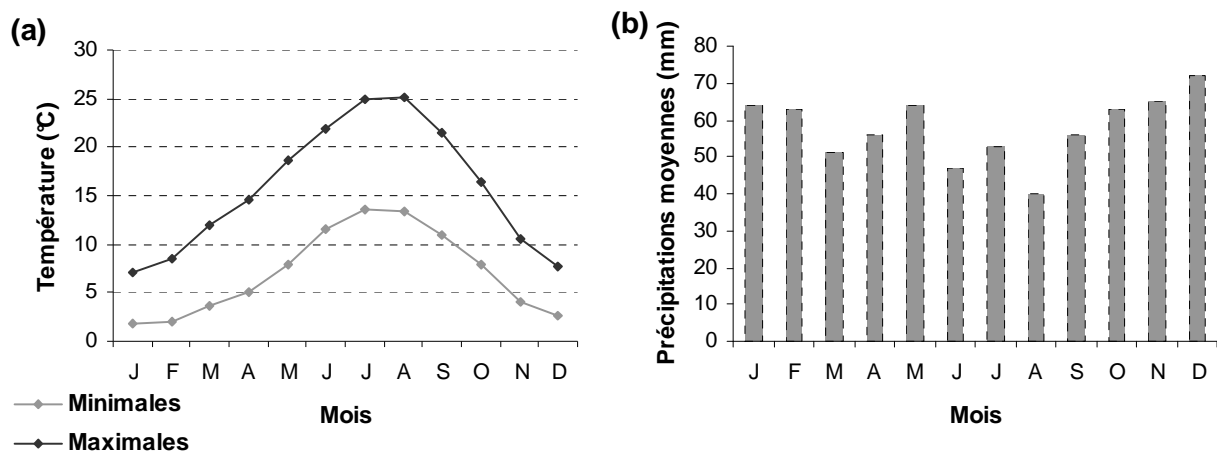 (a)
Température (°C)
30
25
20
15
10
5
0
J F M A M J J A S O N D
Mois
Minimales
Maximales
(b)
Précipitations moyennes (mm)
80
70
60
50
40
30
20
10
0
J F M A M J J A S O N D
Mois